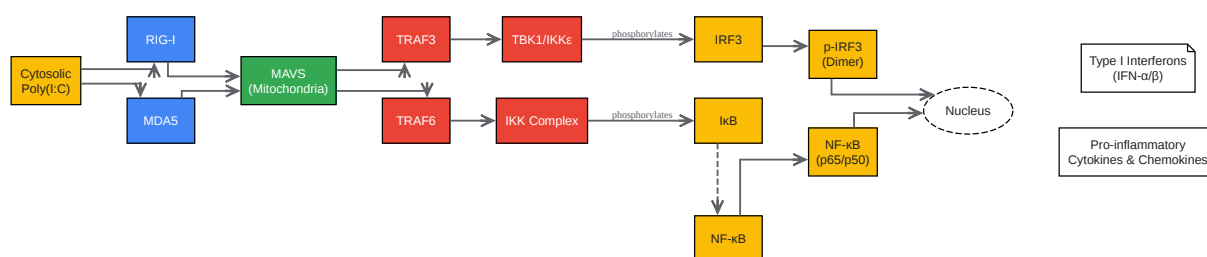 Cytosolic
Poly(I:C)
RIG-I
MDA5
MAVS
(Mitochondria)
TRAF3
TRAF6
TBK1/IKKε
IKK Complex
phosphorylates
phosphorylates
IRF3
IκB
NF-κB
p-IRF3
(Dimer)
NF-κB
(p65/p50)
Nucleus
Type I Interferons
(IFN-α/β)
Pro-inflammatory
Cytokines & Chemokines